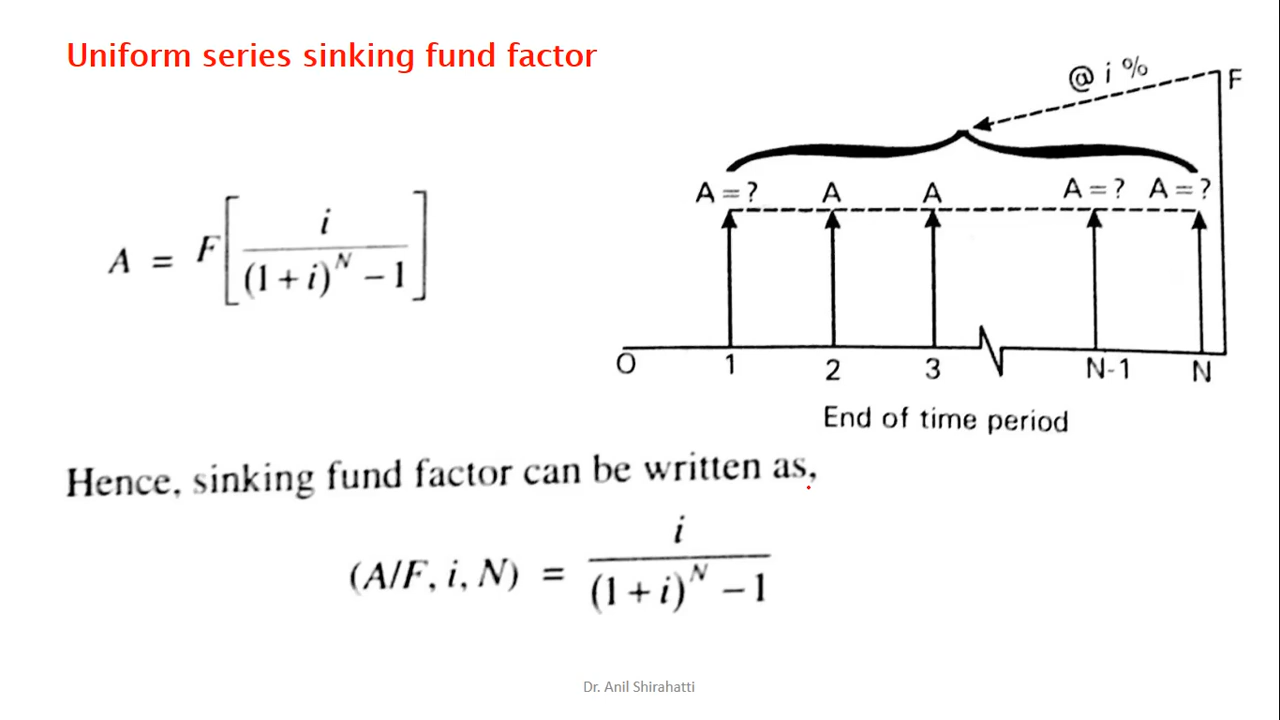 Uniform series sinking fund factor
@ i %
F
A = ? A A A = ? A = ?
A = F[i / (1 + i)^N − 1]
O 1 2 3 N-1 N
End of time period
Hence, sinking fund factor can be written as,
(A/F, i, N) = i / (1 + i)^N − 1
Dr. Anil Shirahatti